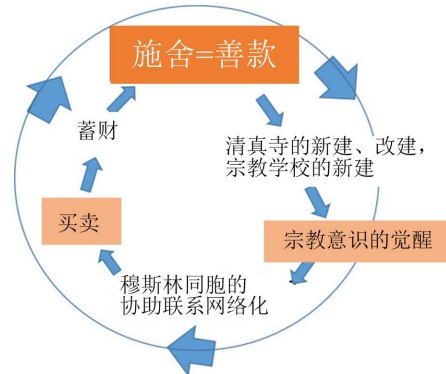 施舍=善款
清真寺的新建、改建，
宗教学校的新建
宗教意识的觉醒
穆斯林同胞的
协助联系网络化
买卖
蓄财